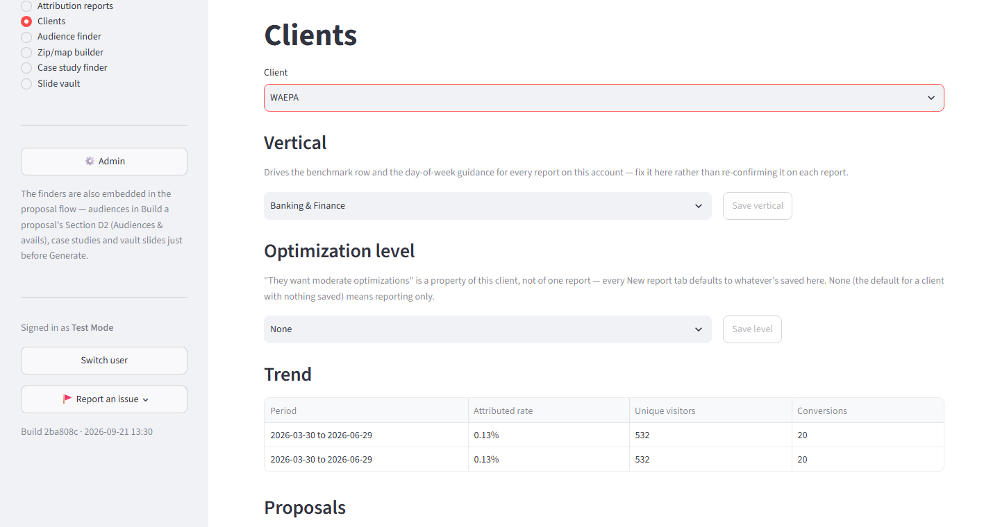 Attribution reports
Clients
Audience finder
Zip/map builder
Case study finder
Slide vault
Admin
The finders are also embedded in the
proposal flow — audiences in Build a
proposal's Section D2 (Audiences &
avails), case studies and vault slides just
before Generate.
Signed in as Test Mode
Switch user
Report an issue
Build 2ba808c · 2026-09-21 13:30
Clients
Client
WAEPA
Vertical
Drives the benchmark row and the day-of-week guidance for every report on this account — fix it here rather than re-confirming it on each report.
Banking & Finance
Save vertical
Optimization level
"They want moderate optimizations" is a property of this client, not of one report — every New report tab defaults to whatever's saved here. None (the default for a client
with nothing saved) means reporting only.
None
Save level
Trend
Period Attributed rate Unique visitors Conversions
2026-03-30 to 2026-06-29 0.13% 532 20
2026-03-30 to 2026-06-29 0.13% 532 20
Proposals